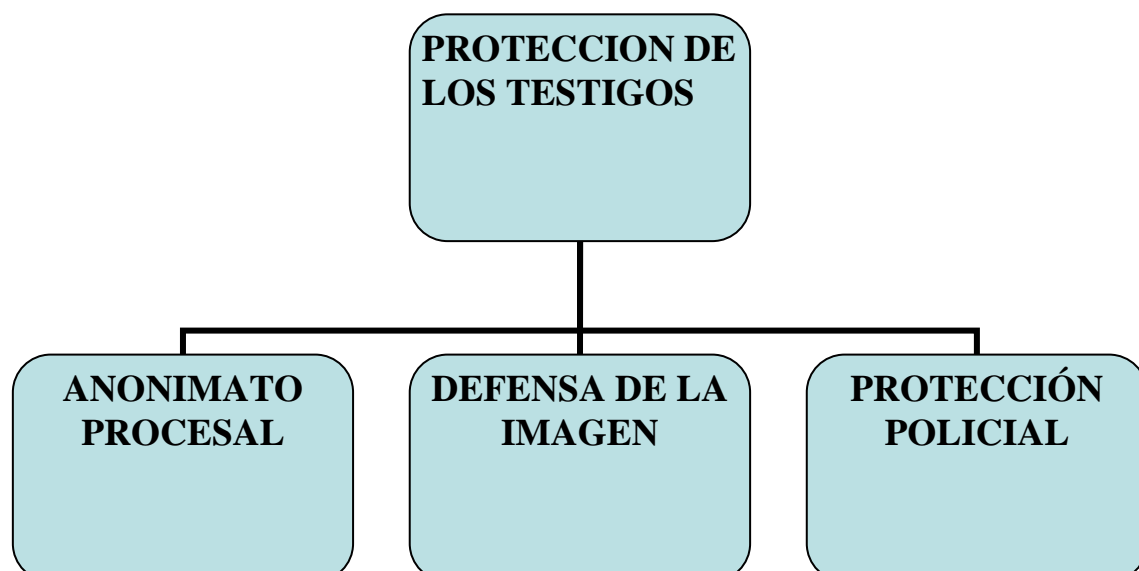 PROTECCION DE
LOS TESTIGOS
ANONIMATO
PROCESAL
DEFENSA DE LA
IMAGEN
PROTECCIÓN
POLICIAL